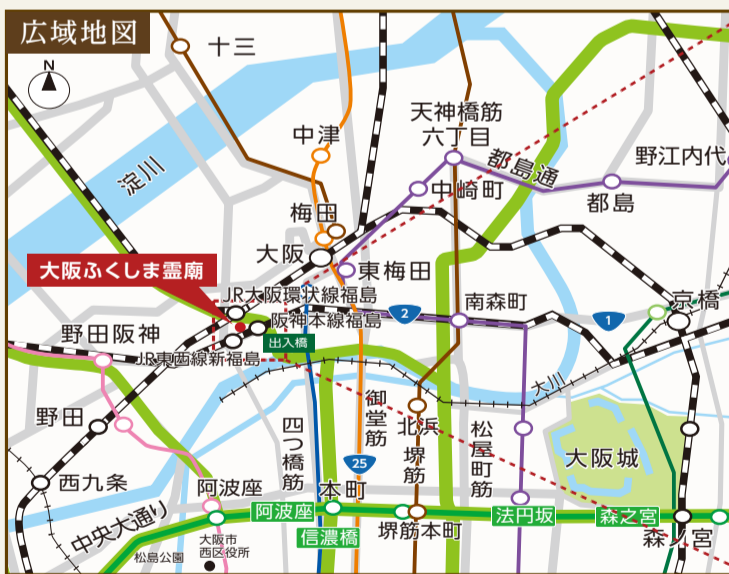 広域地図
N
十三
天神橋筋
六丁目
中津
都島通
野江内代
淀川
中崎町
都島
梅田
大阪
東梅田
大阪ふくしま霊廟
JR大阪環状線福島
2
南森町
1
京橋
阪神本線福島
野田阪神
出入橋
JR東西線新福島
大川
野田
四つ橋筋
御堂筋
北浜
堺筋
松屋町筋
大阪城
25
西九条
阿波座
本町
中央大通り
阿波座
法円坂
森之宮
堺筋本町
信濃橋
森ノ宮
大阪市
西区役所
松島公園